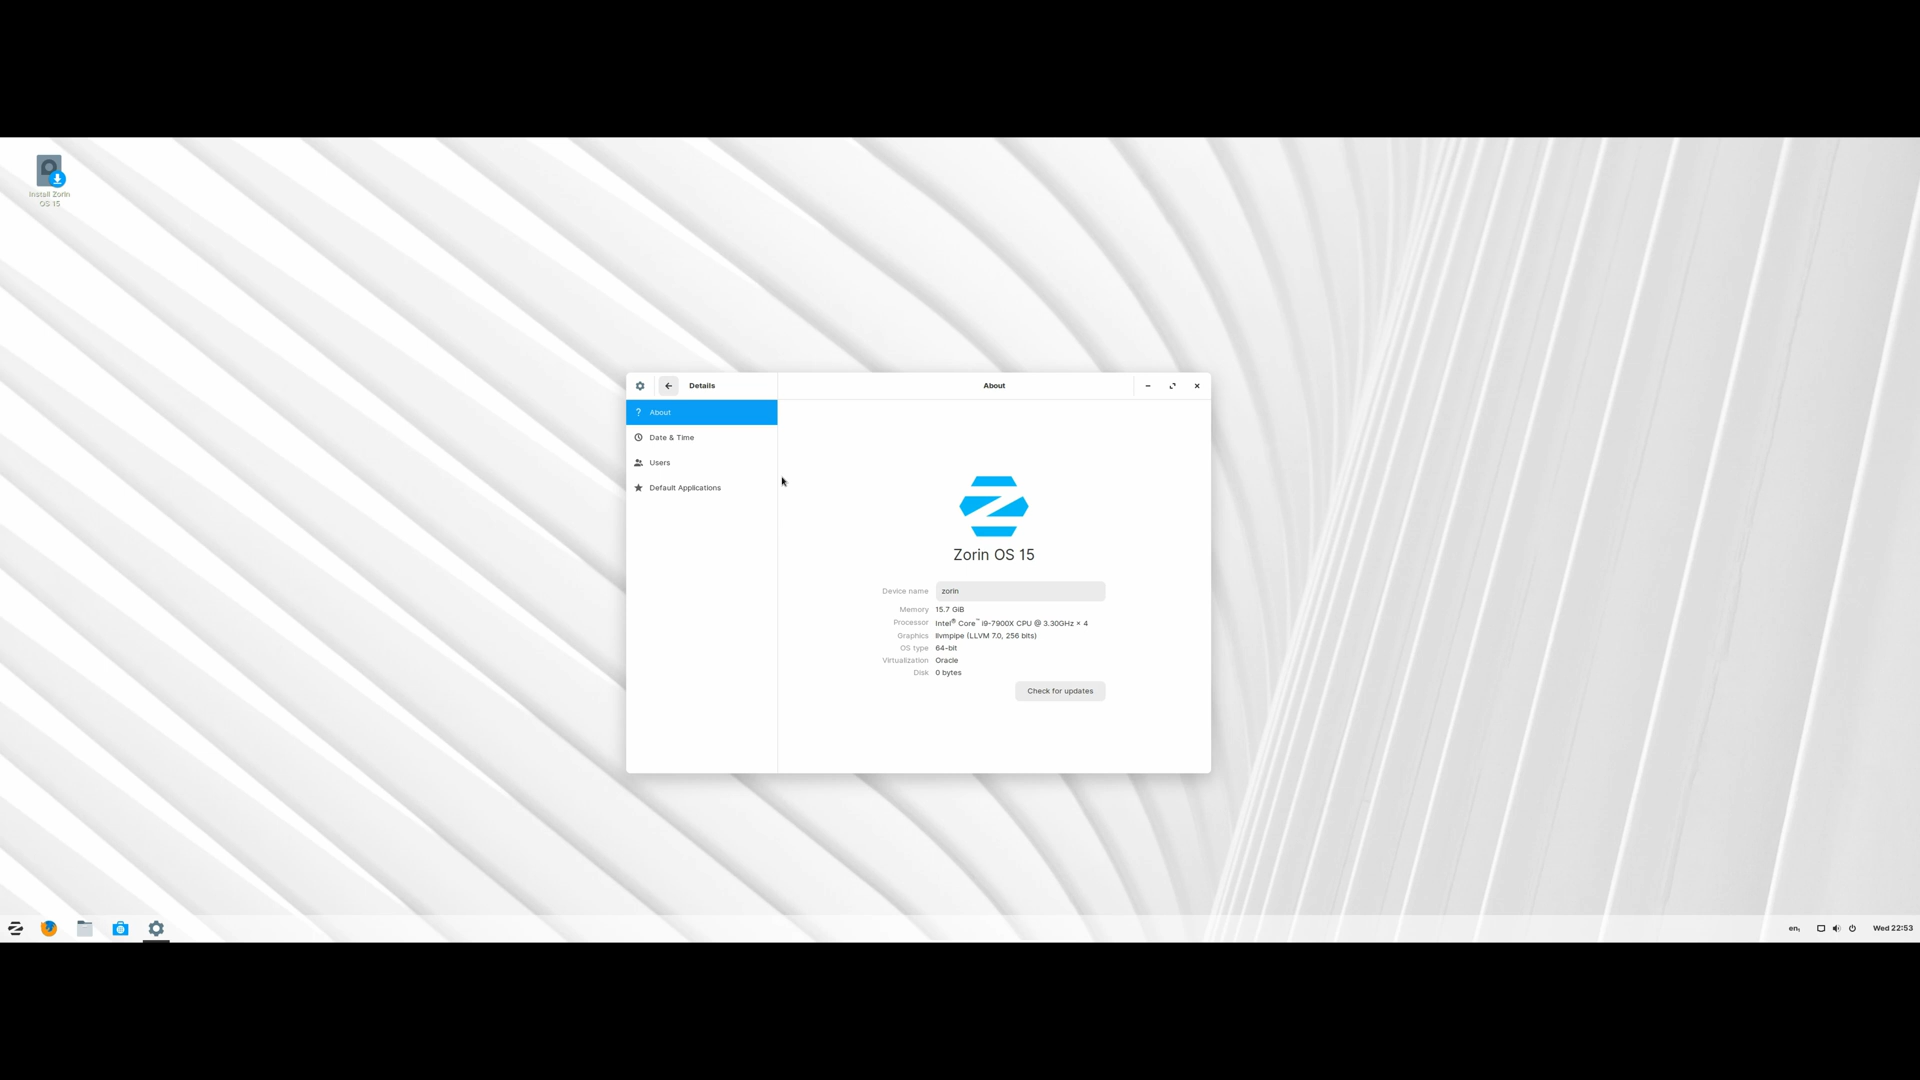 Install Zorin
OS 15
Details
About
About
Date & Time
Users
Default Applications
Zorin OS 15
Device name zorin
Memory 15.7 GiB
Processor Intel® Core™ i9-7900X CPU @ 3.30GHz × 4
Graphics llvmpipe (LLVM 7.0, 256 bits)
OS type 64-bit
Virtualization Oracle
Disk 0 bytes
Check for updates
en₁ Wed 22:53